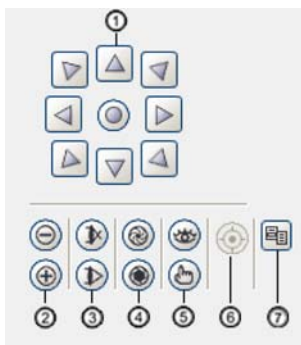 ①
② ③ ④ ⑤ ⑥ ⑦